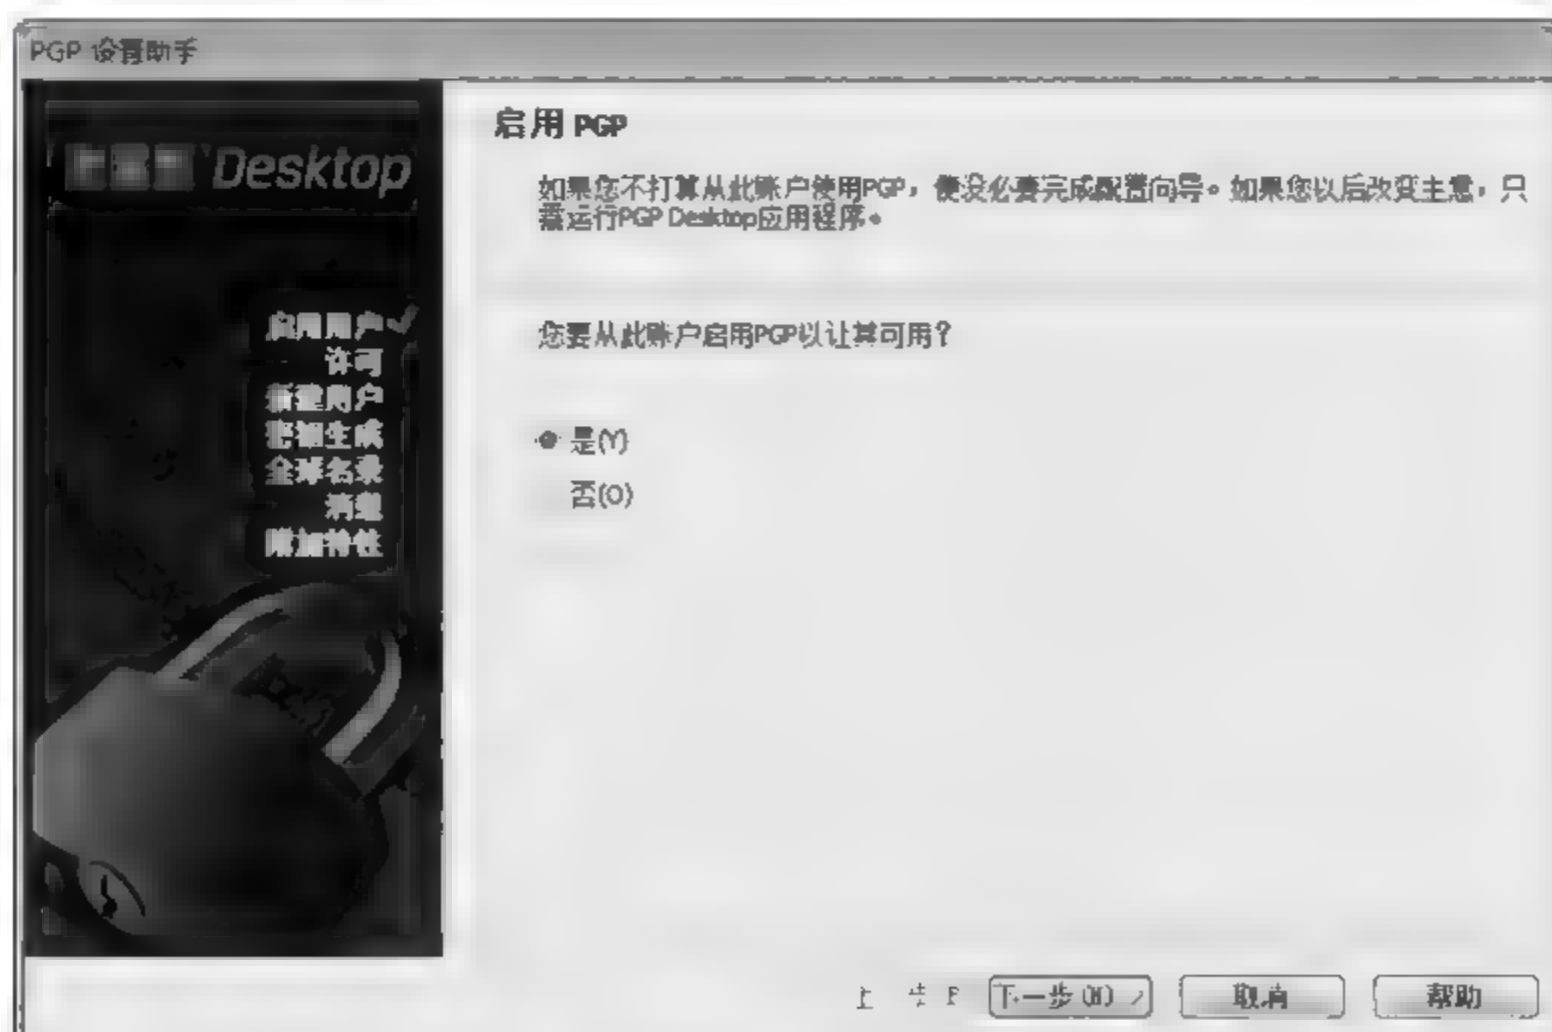 PGP 设置助手
Desktop
启用用户
许可
新建用户
密钥生成
全球名录
消息
附加特性
启用 PGP
如果您不打算从此账户使用PGP，便没必要完成配置向导。如果您以后改变主意，只
需运行PGP Desktop应用程序。
您要从此账户启用PGP以让其可用？
是(Y)
否(O)
下一步(N) > 取消 帮助